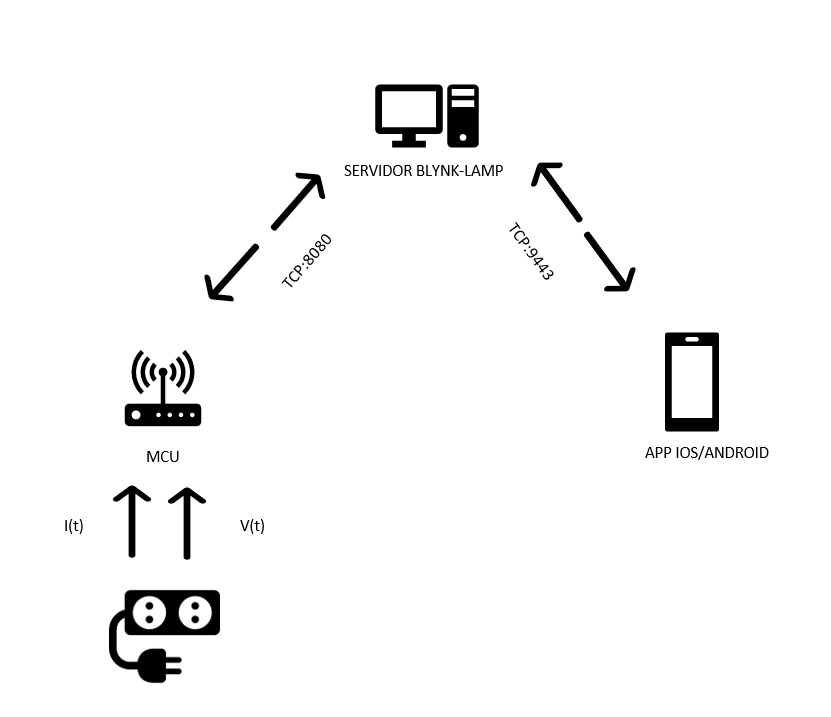 SERVIDOR BLYNK-LAMP
TCP:8080
TCP:9443
MCU
APP IOS/ANDROID
I(t)
V(t)